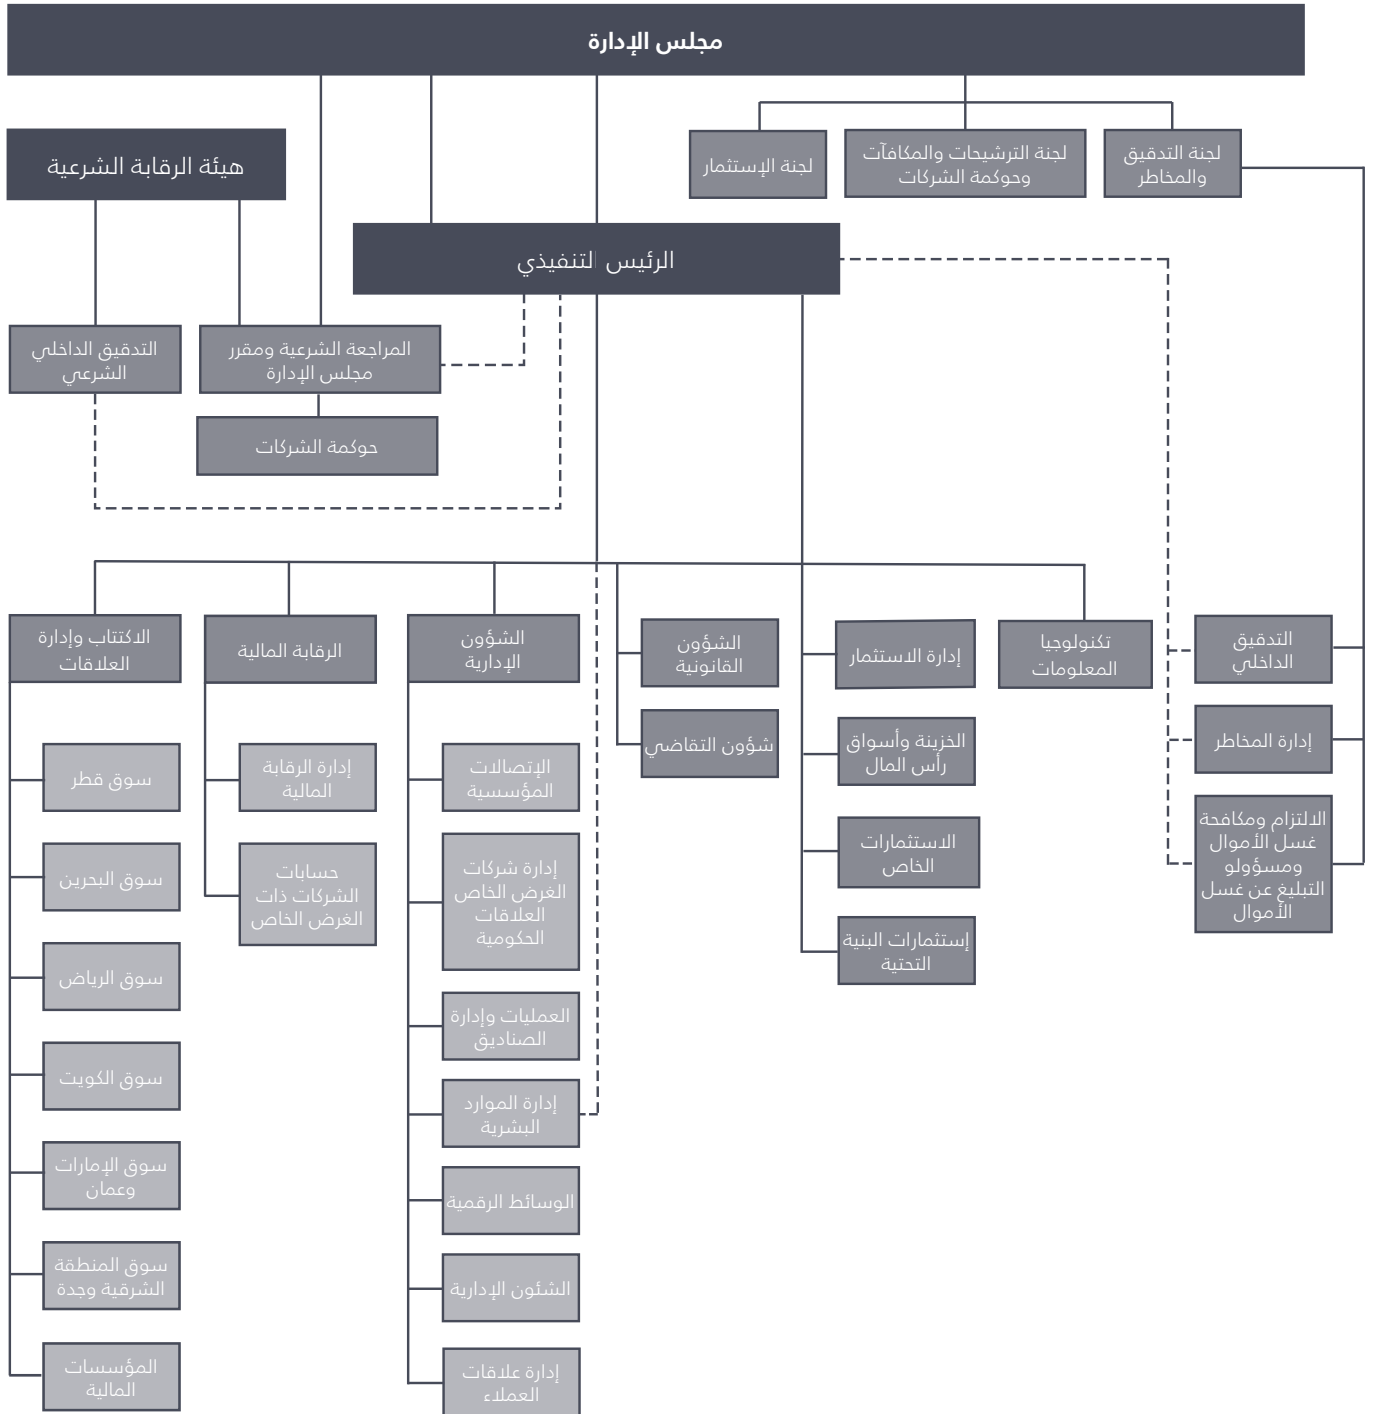 مجلس الإدارة
هيئة الرقابة الشرعية
لجنة التدقيق
والمخاطر
لجنة الترشيحات والمكافآت
وحوكمة الشركات
لجنة الإستثمار
الرئيس التنفيذي
المراجعة الشرعية ومقرر
مجلس الإدارة
التدقيق الداخلي
الشرعي
حوكمة الشركات
التدقيق
الداخلي
إدارة المخاطر
الالتزام ومكافحة
غسل الأموال
ومسؤولو
التبليغ عن غسل
الأموال
تكنولوجيا
المعلومات
إدارة الاستثمار
الخزينة وأسواق
رأس المال
الاستثمارات
الخاص
إستثمارات البنية
التحتية
الشؤون
القانونية
شؤون التقاضي
الشؤون
الإدارية
الإتصالات
المؤسسية
إدارة شركات
الغرض الخاص
العلاقات
الحكومية
العمليات وإدارة
الصناديق
إدارة الموارد
البشرية
الوسائط الرقمية
الشئون الإدارية
إدارة علاقات
العملاء
الرقابة المالية
إدارة الرقابة
المالية
حسابات
الشركات ذات
الغرض الخاص
الاكتتاب وإدارة
العلاقات
سوق قطر
سوق البحرين
سوق الرياض
سوق الكويت
سوق الإمارات
وعمان
سوق المنطقة
الشرقية وجدة
المؤسسات
المالية